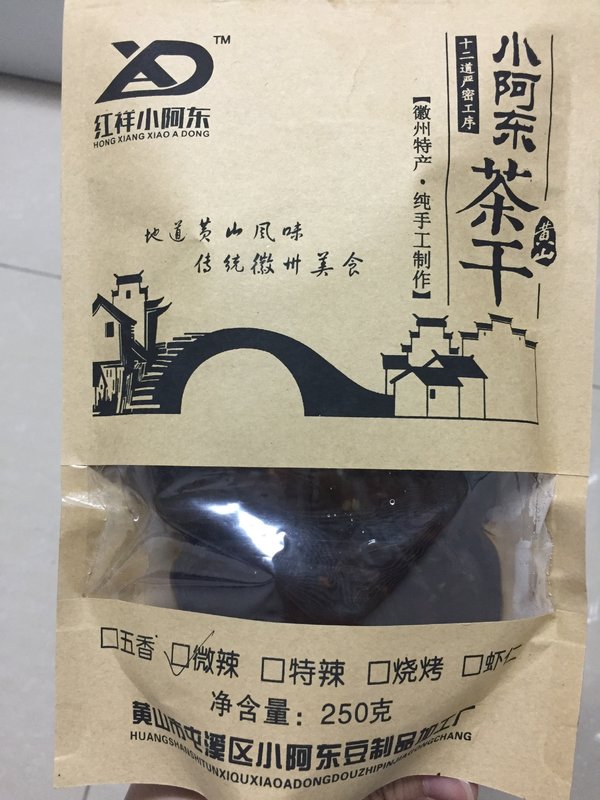 TM
红祥小阿东
HONG XIANG XIAO A DONG
小阿东
十二道严密工序
茶干
黄山
【徽州特产·纯手工制作】
地道黄山风味
传统徽州美食
□五香 □微辣 □特辣 □烧烤 □虾仁
净含量：250克
黄山市屯溪区小阿东豆制品加工厂
HUANGSHANSHITUNXIQUXIAOADONGDOUZHIPINJIAGONGCHANG